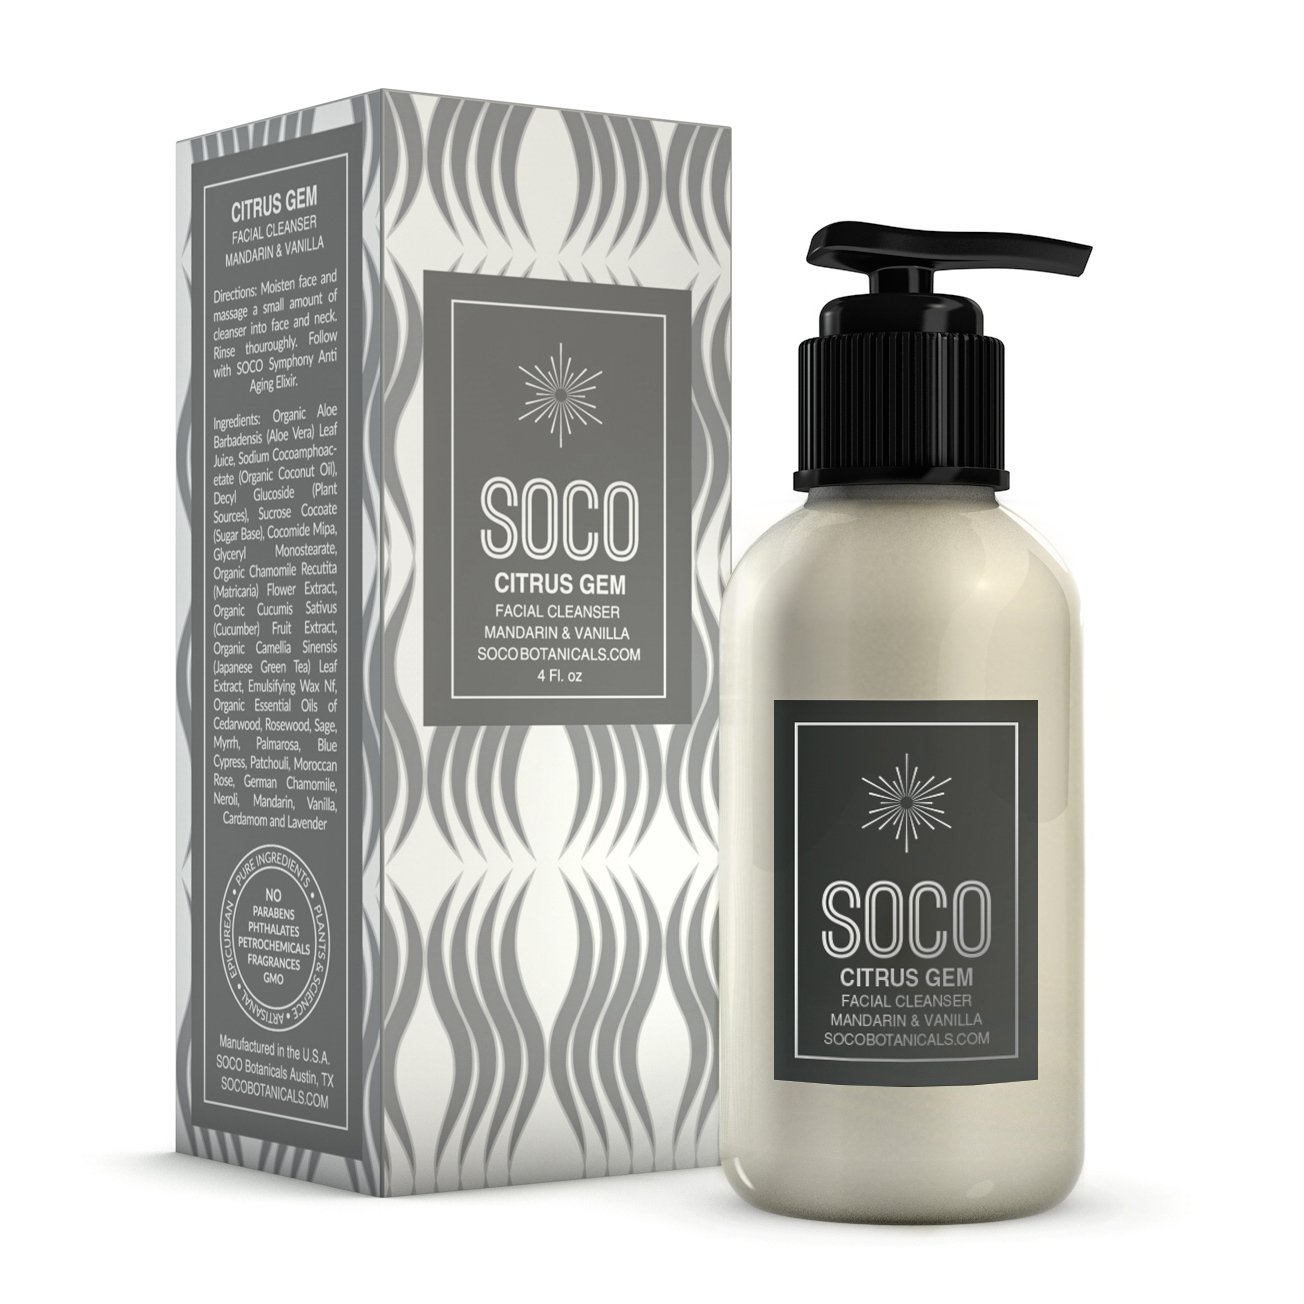 CITRUS GEM
FACIAL CLEANSER
MANDARIN & VANILLA
Directions: Moisten face and
massage a small amount of
cleanser into face and neck.
Rinse thouroughly. Follow
with SOCO Symphony Anti
Aging Elixir.
Ingredients: Organic Aloe
Barbadensis (Aloe Vera) Leaf
Juice, Sodium Cocoamphoac-
etate (Organic Coconut Oil),
Decyl Glucoside (Plant
Sources), Sucrose Cocoate
(Sugar Base), Cocomide Mipa,
Glyceryl Monostearate,
Organic Chamomile Recutita
(Matricaria) Flower Extract,
Organic Cucumis Sativus
(Cucumber) Fruit Extract,
Organic Camellia Sinensis
(Japanese Green Tea) Leaf
Extract, Emulsifying Wax Nf,
Organic Essential Oils of
Cedarwood, Rosewood, Sage,
Myrrh, Palmarosa, Blue
Cypress, Patchouli, Moroccan
Rose, German Chamomile,
Neroli, Mandarin, Vanilla,
Cardamom and Lavender
• PURE INGREDIENTS • PLANTS & SCIENCE • ARTISANAL • EPICUREAN
NO
PARABENS
PHTHALATES
PETROCHEMICALS
FRAGRANCES
GMO
Manufactured in the U.S.A.
SOCO Botanicals Austin, TX
SOCOBOTANICALS.COM
SOCO
CITRUS GEM
FACIAL CLEANSER
MANDARIN & VANILLA
SOCOBOTANICALS.COM
4 Fl. oz
SOCO
CITRUS GEM
FACIAL CLEANSER
MANDARIN & VANILLA
SOCOBOTANICALS.COM